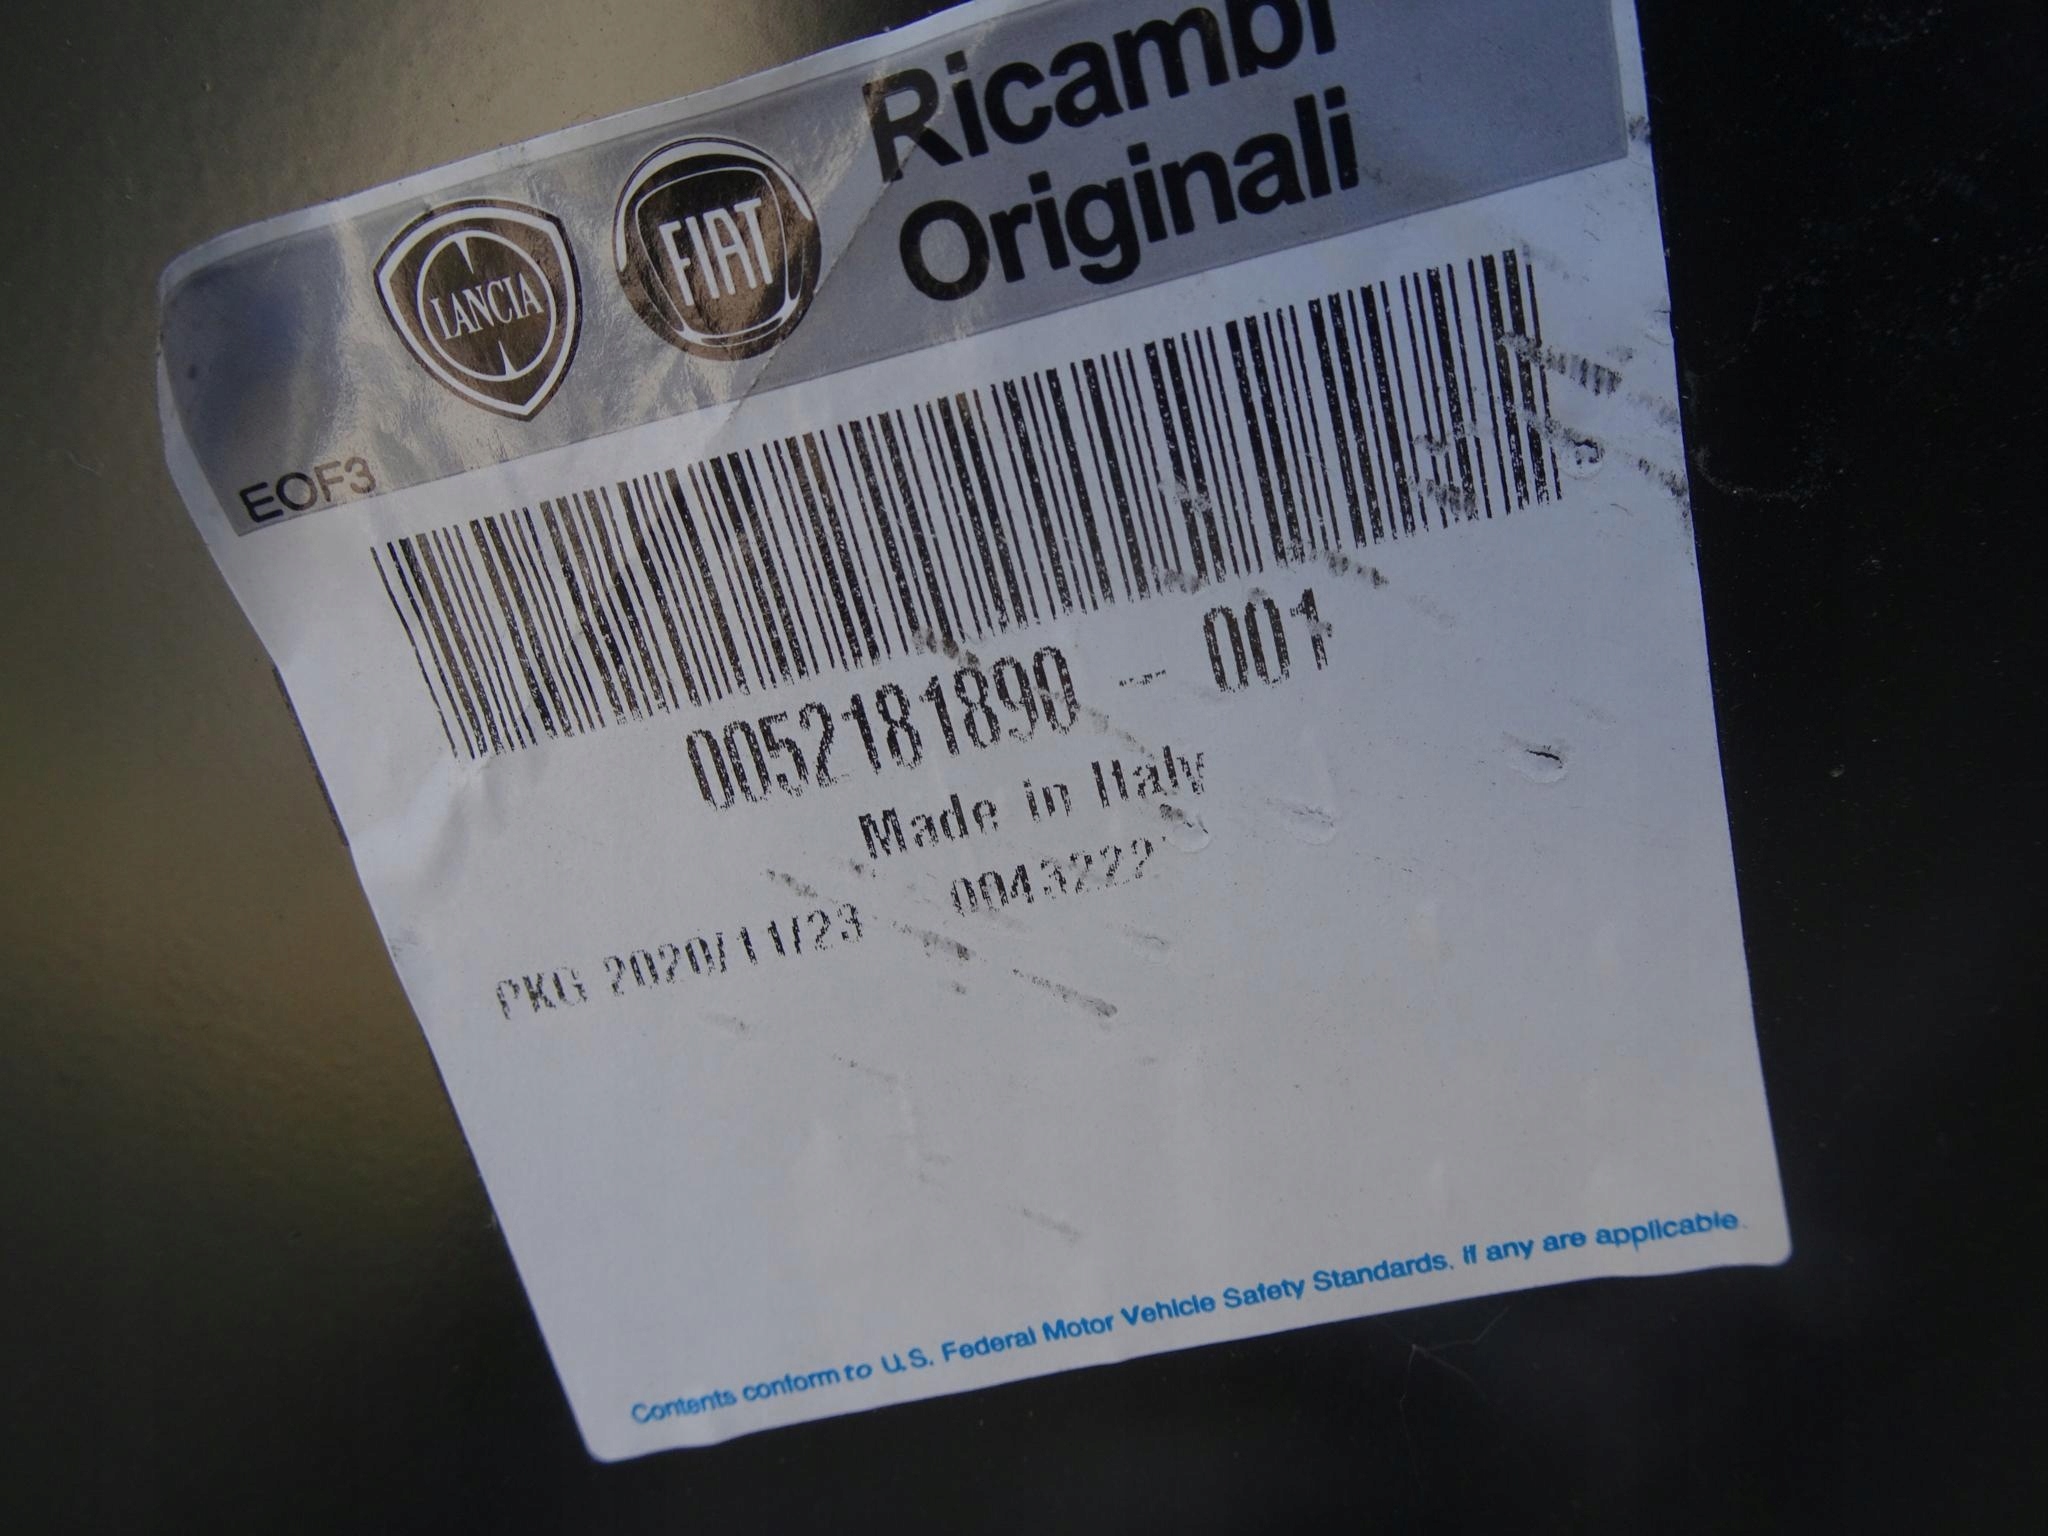 Ricambi
Originali
LANCIA
FIAT
EOF3
0052181890 - 001
Made in Italy
PKG 2020/11/23 0043222
Contents conform to U.S. Federal Motor Vehicle Safety Standards, if any are applicable.